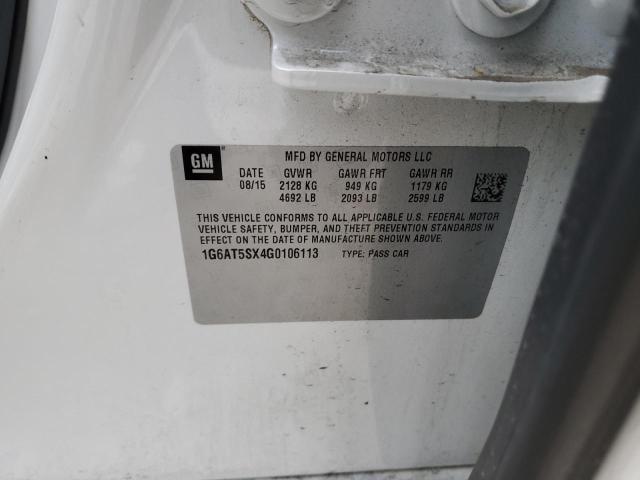 GM
MFD BY GENERAL MOTORS LLC
DATE GVWR GAWR FRT GAWR RR
08/15 2128 KG 949 KG 1179 KG
4692 LB 2093 LB 2599 LB
THIS VEHICLE CONFORMS TO ALL APPLICABLE U.S. FEDERAL MOTOR
VEHICLE SAFETY, BUMPER, AND THEFT PREVENTION STANDARDS
IN EFFECT ON THE DATE OF MANUFACTURE SHOWN ABOVE.
1G6AT5SX4G0106113 TYPE: PASS CAR